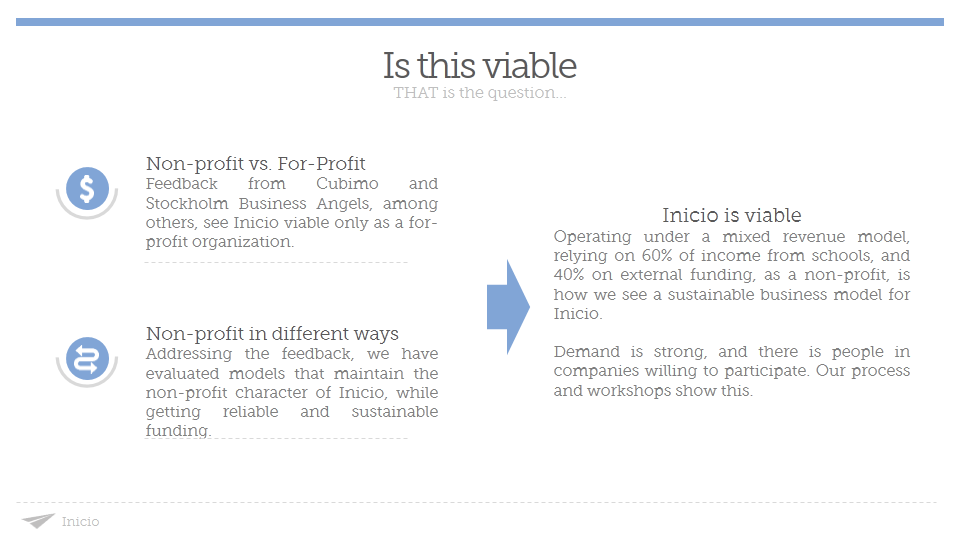 Is this viable
THAT is the question...
Non-profit vs. For-Profit
Feedback from Cubimo and
Stockholm Business Angels, among
others, see Inicio viable only as a for-
profit organization.
Non-profit in different ways
Addressing the feedback, we have
evaluated models that maintain the
non-profit character of Inicio, while
getting reliable and sustainable
funding.
Inicio is viable
Operating under a mixed revenue model,
relying on 60% of income from schools, and
40% on external funding, as a non-profit, is
how we see a sustainable business model for
Inicio.
Demand is strong, and there is people in
companies willing to participate. Our process
and workshops show this.
Inicio